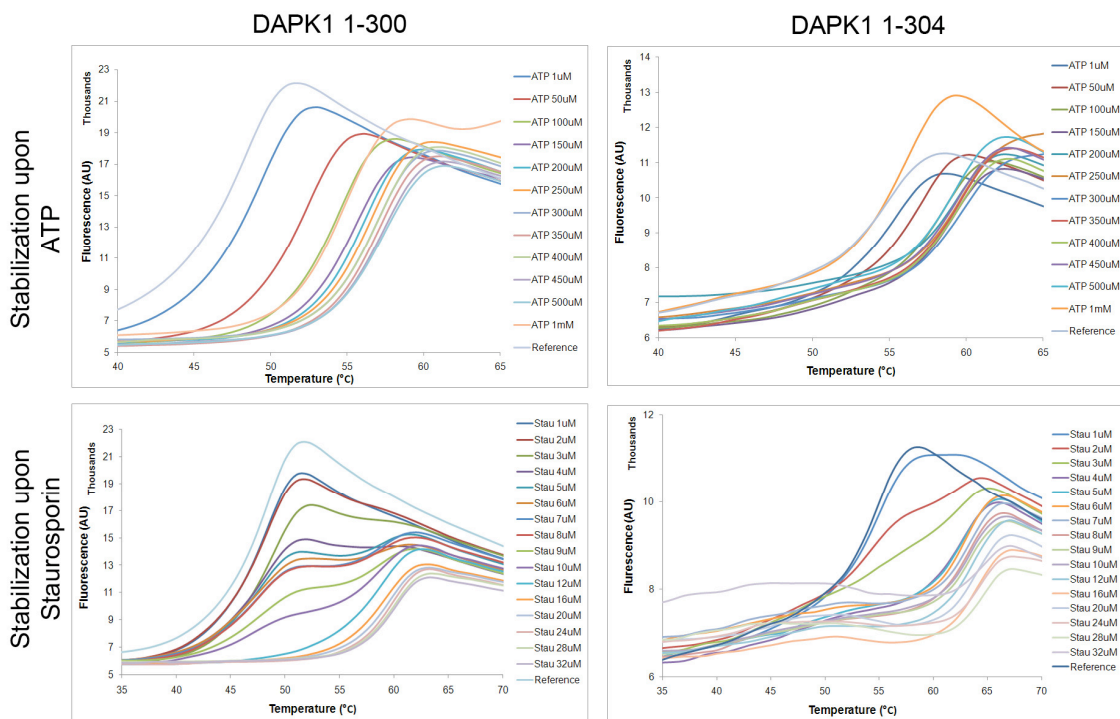 DAPK1 1-300
DAPK1 1-304
Stabilization upon
ATP
Thousands
Fluorescence (AU)
23
21
19
17
15
13
11
9
7
5
40
45
50
55
60
65
Temperature (°C)
ATP 1uM
ATP 50uM
ATP 100uM
ATP 150uM
ATP 200uM
ATP 250uM
ATP 300uM
ATP 350uM
ATP 400uM
ATP 450uM
ATP 500uM
ATP 1mM
Reference
Thousands
Fluorescence (AU)
14
13
12
11
10
9
8
7
6
40
45
50
55
60
65
Temperature (°C)
ATP 1uM
ATP 50uM
ATP 100uM
ATP 150uM
ATP 200uM
ATP 250uM
ATP 300uM
ATP 350uM
ATP 400uM
ATP 450uM
ATP 500uM
ATP 1mM
Reference
Stabilization upon
Staurosporin
Thousands
Fluorescence (AU)
23
21
19
17
15
13
11
9
7
5
35
40
45
50
55
60
65
70
Temperature (°C)
Stau 1uM
Stau 2uM
Stau 3uM
Stau 4uM
Stau 5uM
Stau 6uM
Stau 7uM
Stau 8uM
Stau 9uM
Stau 10uM
Stau 12uM
Stau 16uM
Stau 20uM
Stau 24uM
Stau 28uM
Stau 32uM
Reference
Thousands
Flurescence (AU)
12
10
8
6
35
40
45
50
55
60
65
70
Temperature (°C)
Stau 1uM
Stau 2uM
Stau 3uM
Stau 4uM
Stau 5uM
Stau 6uM
Stau 7uM
Stau 8uM
Stau 9uM
Stau 10uM
Stau 12uM
Stau 16uM
Stau 20uM
Stau 24uM
Stau 28uM
Stau 32uM
Reference